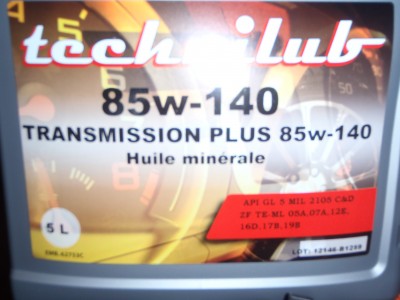 technilub
85w-140
TRANSMISSION PLUS 85w-140
Huile minérale
API GL 5 MIL 2105 C&D
ZF TE-ML 05A,07A,12E,
16D,17B,19B
5 L